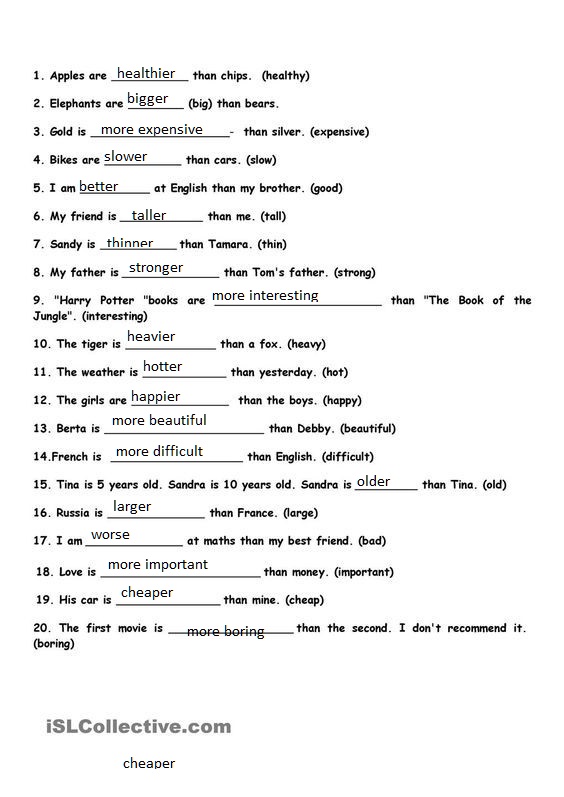 1. Apples are healthier than chips. (healthy)
2. Elephants are bigger (big) than bears.
3. Gold is more expensive - than silver. (expensive)
4. Bikes are slower than cars. (slow)
5. I am better at English than my brother. (good)
6. My friend is taller than me. (tall)
7. Sandy is thinner than Tamara. (thin)
8. My father is stronger than Tom's father. (strong)
9. "Harry Potter "books are more interesting than "The Book of the
Jungle". (interesting)
10. The tiger is heavier than a fox. (heavy)
11. The weather is hotter than yesterday. (hot)
12. The girls are happier than the boys. (happy)
13. Berta is more beautiful than Debby. (beautiful)
14.French is more difficult than English. (difficult)
15. Tina is 5 years old. Sandra is 10 years old. Sandra is older than Tina. (old)
16. Russia is larger than France. (large)
17. I am worse at maths than my best friend. (bad)
18. Love is more important than money. (important)
19. His car is cheaper than mine. (cheap)
20. The first movie is more boring than the second. I don't recommend it.
(boring)
iSLCollective.com
cheaper